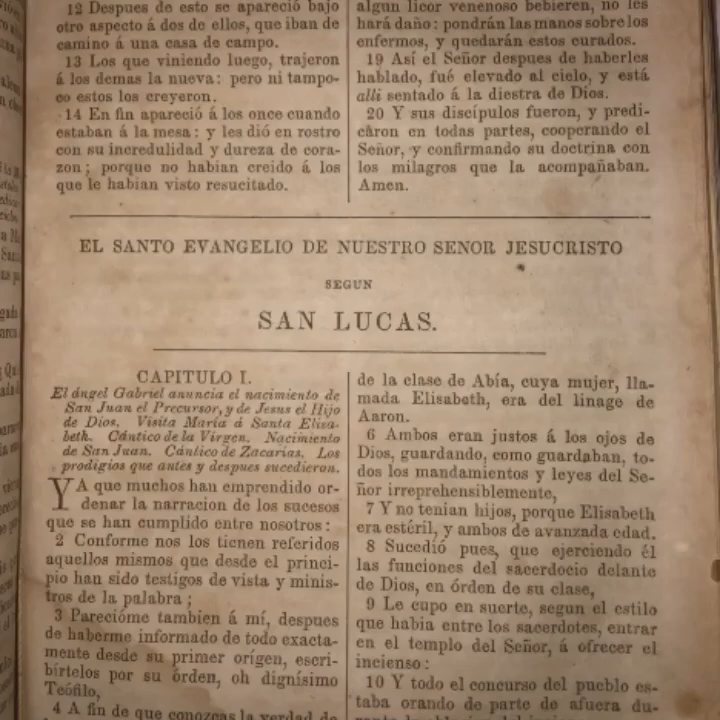 12 Despues de esto se apareció bajo
otro aspecto á dos de ellos, que iban de
camino á una casa de campo.
13 Los que viniendo luego, trajeron
á los demas la nueva: pero ni tampo-
co estos los creyeron.
14 En fin apareció á los once cuando
estaban á la mesa: y les dió en rostro
con su incredulidad y dureza de cora-
zon; porque no habian creido á los
que le habian visto resucitado.
algun licor venenoso bebieren, no les
hará daño: pondrán las manos sobre los
enfermos, y quedarán estos curados.
19 Así el Señor despues de haberles
hablado, fué elevado al cielo, y está
alli sentado á la diestra de Dios.
20 Y sus discípulos fueron, y predi-
cáron en todas partes, cooperando el
Señor, y confirmando su doctrina con
los milagros que la acompañaban.
Amen.
EL SANTO EVANGELIO DE NUESTRO SENOR JESUCRISTO
SEGUN
SAN LUCAS.
CAPITULO I.
El ángel Gabriel anuncia el nacimiento de
San Juan el Precursor, y de Jesus el Hijo
de Dios. Visita María á Santa Elisa-
beth. Cántico de la Virgen. Nacimiento
de San Juan. Cántico de Zacarías. Los
prodigios que antes y despues sucedieron.
YA que muchos han emprendido or-
denar la narracion de los sucesos
que se han cumplido entre nosotros:
2 Conforme nos los tienen referidos
aquellos mismos que desde el princi-
pio han sido testigos de vista y minis-
tros de la palabra;
3 Parecióme tambien á mí, despues
de haberme informado de todo exacta-
mente desde su primer orígen, escri-
birtelos por su órden, oh dignísimo
Teófilo,
4 A fin de que conozcas la verdad de
de la clase de Abía, cuya mujer, lla-
mada Elisabeth, era del linage de
Aaron.
6 Ambos eran justos á los ojos de
Dios, guardando, como guardaban, to-
dos los mandamientos y leyes del Se-
ñor irreprehensiblemente,
7 Y no tenian hijos, porque Elisabeth
era estéril, y ambos de avanzada edad.
8 Sucedió pues, que ejerciendo él
las funciones del sacerdocio delante
de Dios, en órden de su clase,
9 Le cupo en suerte, segun el estilo
que habia entre los sacerdotes, entrar
en el templo del Señor, á ofrecer el
incienso:
10 Y todo el concurso del pueblo es-
taba orando de parte de afuera du-